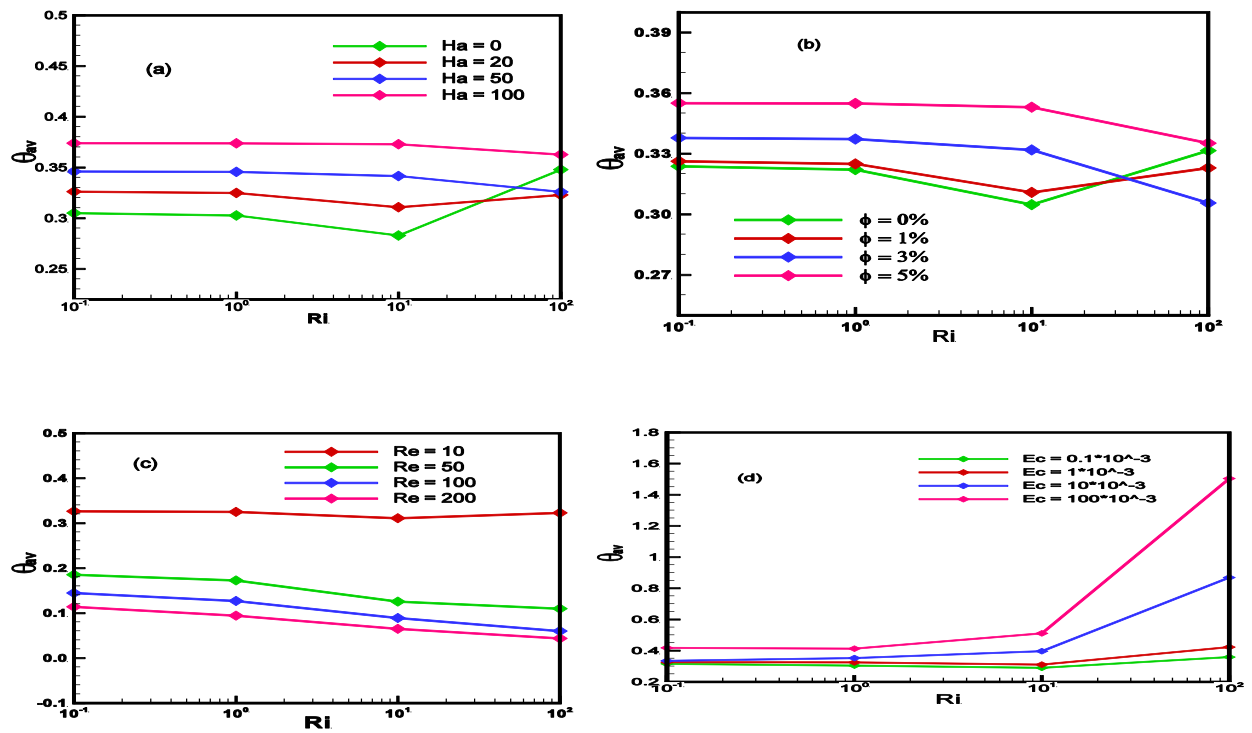 0.5
0.45
0.4
0.35
0.3
0.25
θav
(a)
Ha = 0
Ha = 20
Ha = 50
Ha = 100
10-1
100
101
102
Ri
0.39
0.36
0.33
0.30
0.27
θav
(b)
ϕ = 0%
ϕ = 1%
ϕ = 3%
ϕ = 5%
10-1
100
101
102
Ri
0.5
0.4
0.3
0.2
0.1
0.0
-0.1
θav
(c)
Re = 10
Re = 50
Re = 100
Re = 200
10-1
100
101
102
Ri
1.8
1.6
1.4
1.2
1
0.8
0.6
0.4
0.2
θav
(d)
Ec = 0.1*10^-3
Ec = 1*10^-3
Ec = 10*10^-3
Ec = 100*10^-3
10-1
100
101
102
Ri